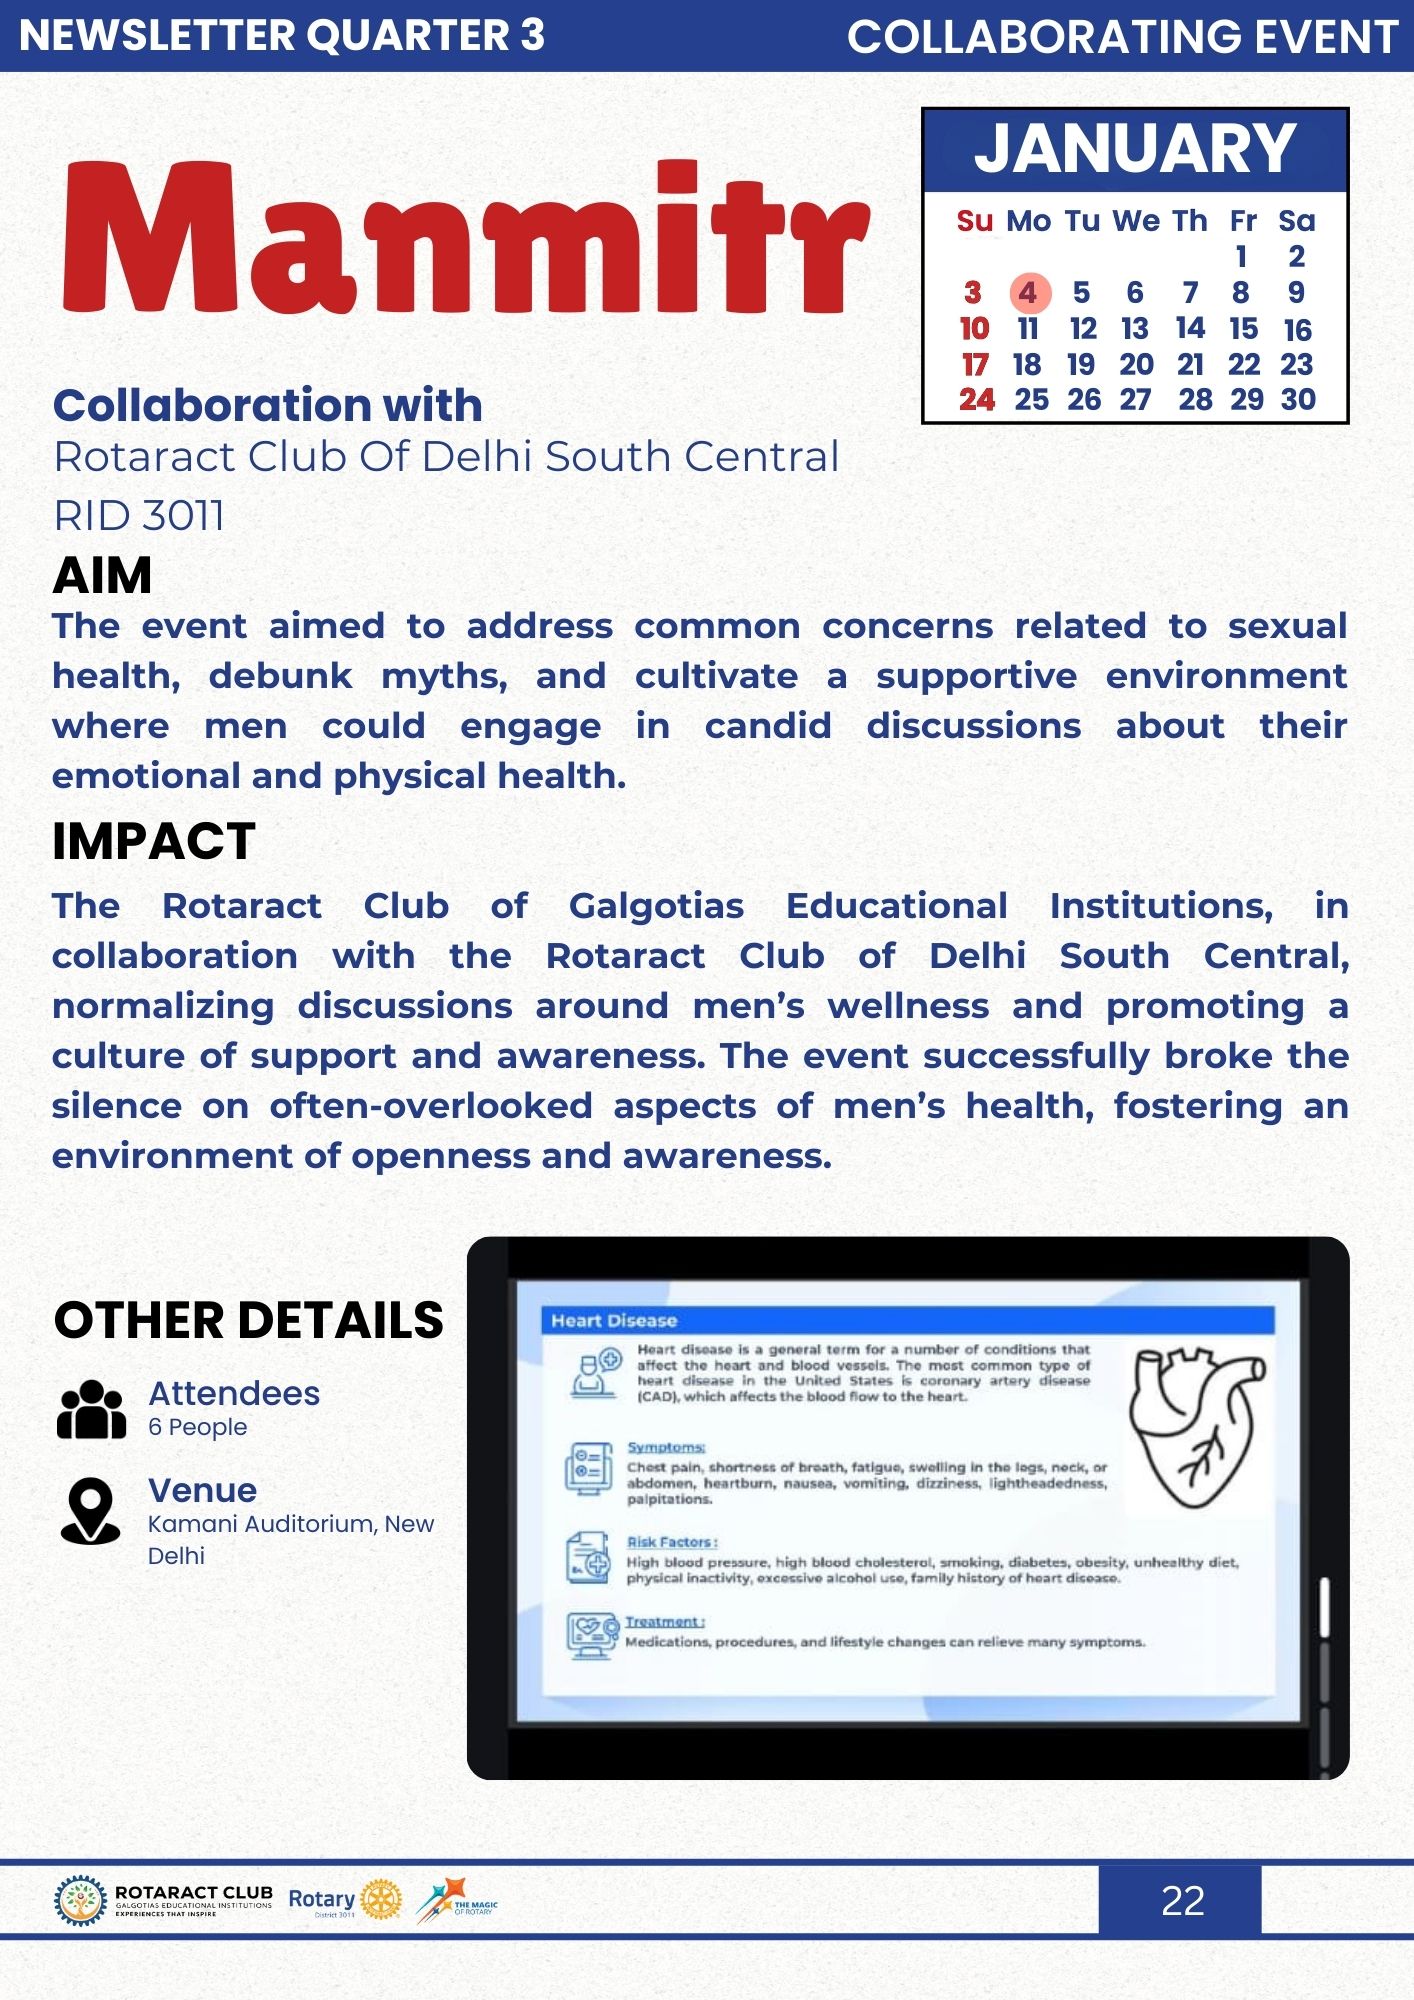 NEWSLETTER QUARTER 3
COLLABORATING EVENT
Manmitr
JANUARY
Su Mo Tu We Th Fr Sa
1 2
3 4 5 6 7 8 9
10 11 12 13 14 15 16
17 18 19 20 21 22 23
24 25 26 27 28 29 30
Collaboration with
Rotaract Club Of Delhi South Central
RID 3011
AIM
The event aimed to address common concerns related to sexual
health, debunk myths, and cultivate a supportive environment
where men could engage in candid discussions about their
emotional and physical health.
IMPACT
The Rotaract Club of Galgotias Educational Institutions, in
collaboration with the Rotaract Club of Delhi South Central,
normalizing discussions around men’s wellness and promoting a
culture of support and awareness. The event successfully broke the
silence on often-overlooked aspects of men’s health, fostering an
environment of openness and awareness.
OTHER DETAILS
Attendees
6 People
Venue
Kamani Auditorium, New
Delhi
Heart Disease
Heart disease is a general term for a number of conditions that
affect the heart and blood vessels. The most common type of
heart disease in the United States is coronary artery disease
(CAD), which affects the blood flow to the heart.
Symptoms:
Chest pain, shortness of breath, fatigue, swelling in the legs, neck, or
abdomen, heartburn, nausea, vomiting, dizziness, lightheadedness,
palpitations.
Risk Factors :
High blood pressure, high blood cholesterol, smoking, diabetes, obesity, unhealthy diet,
physical inactivity, excessive alcohol use, family history of heart disease.
Treatment :
Medications, procedures, and lifestyle changes can relieve many symptoms.
ROTARACT CLUB
GALGOTIAS EDUCATIONAL INSTITUTIONS
EXPERIENCES THAT INSPIRE
Rotary
District 3011
THE MAGIC
OF ROTARY
22